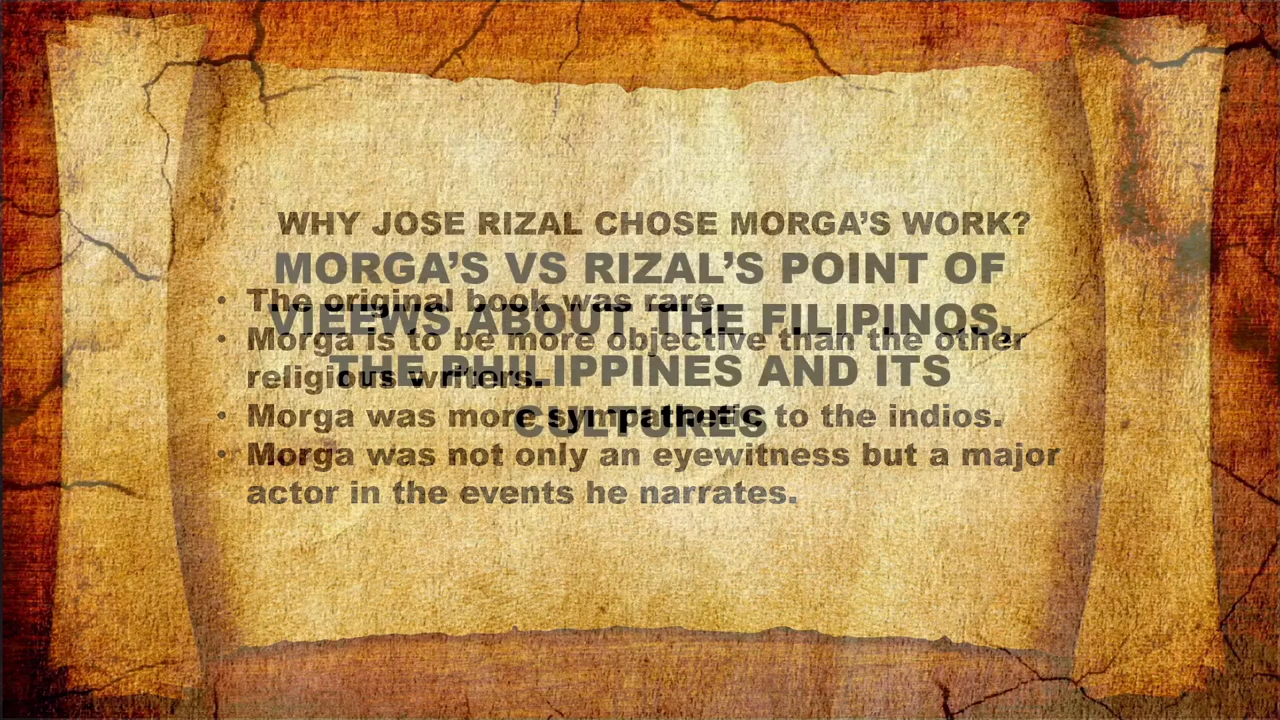 WHY JOSE RIZAL CHOSE MORGA’S WORK?
• The original book was rare.
• Morga is to be more objective than the other
religious writers.
• Morga was more sympathetic to the indios.
• Morga was not only an eyewitness but a major
actor in the events he narrates.
MORGA’S VS RIZAL’S POINT OF
VIEEWS ABOUT THE FILIPINOS,
THE PHILIPPINES AND ITS
CULTURES